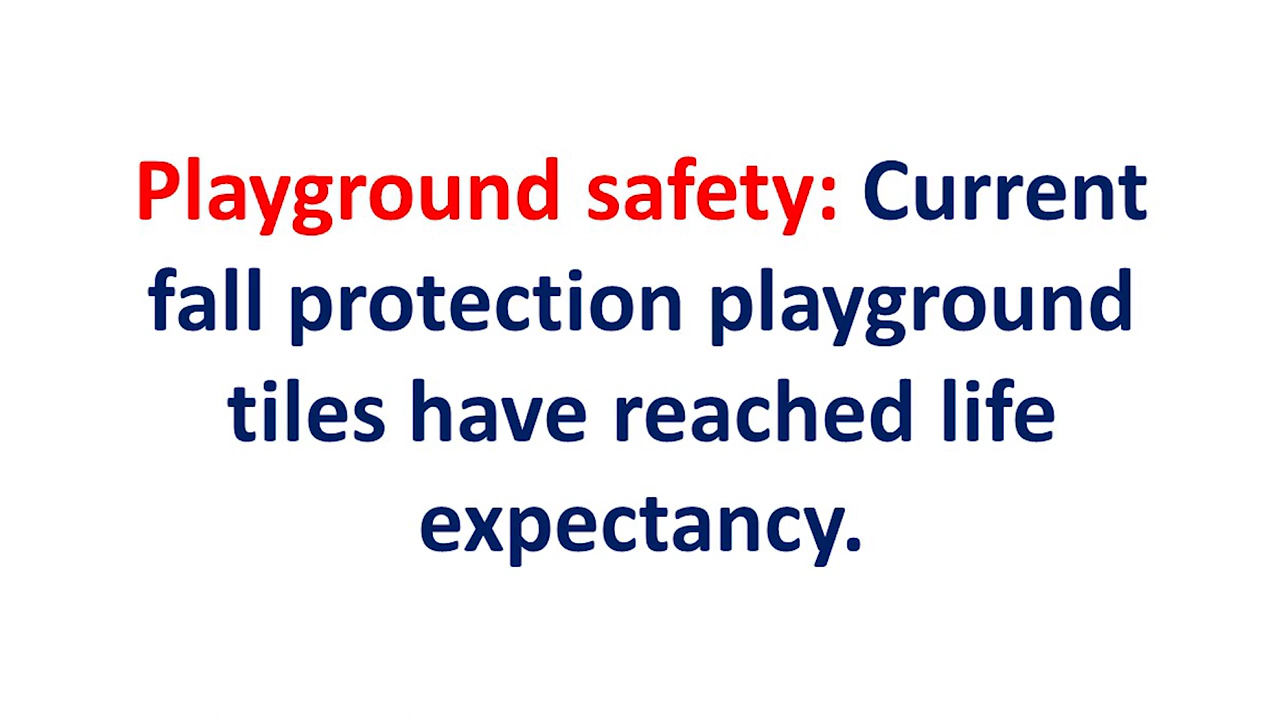 Playground safety: Current
fall protection playground
tiles have reached life
expectancy.